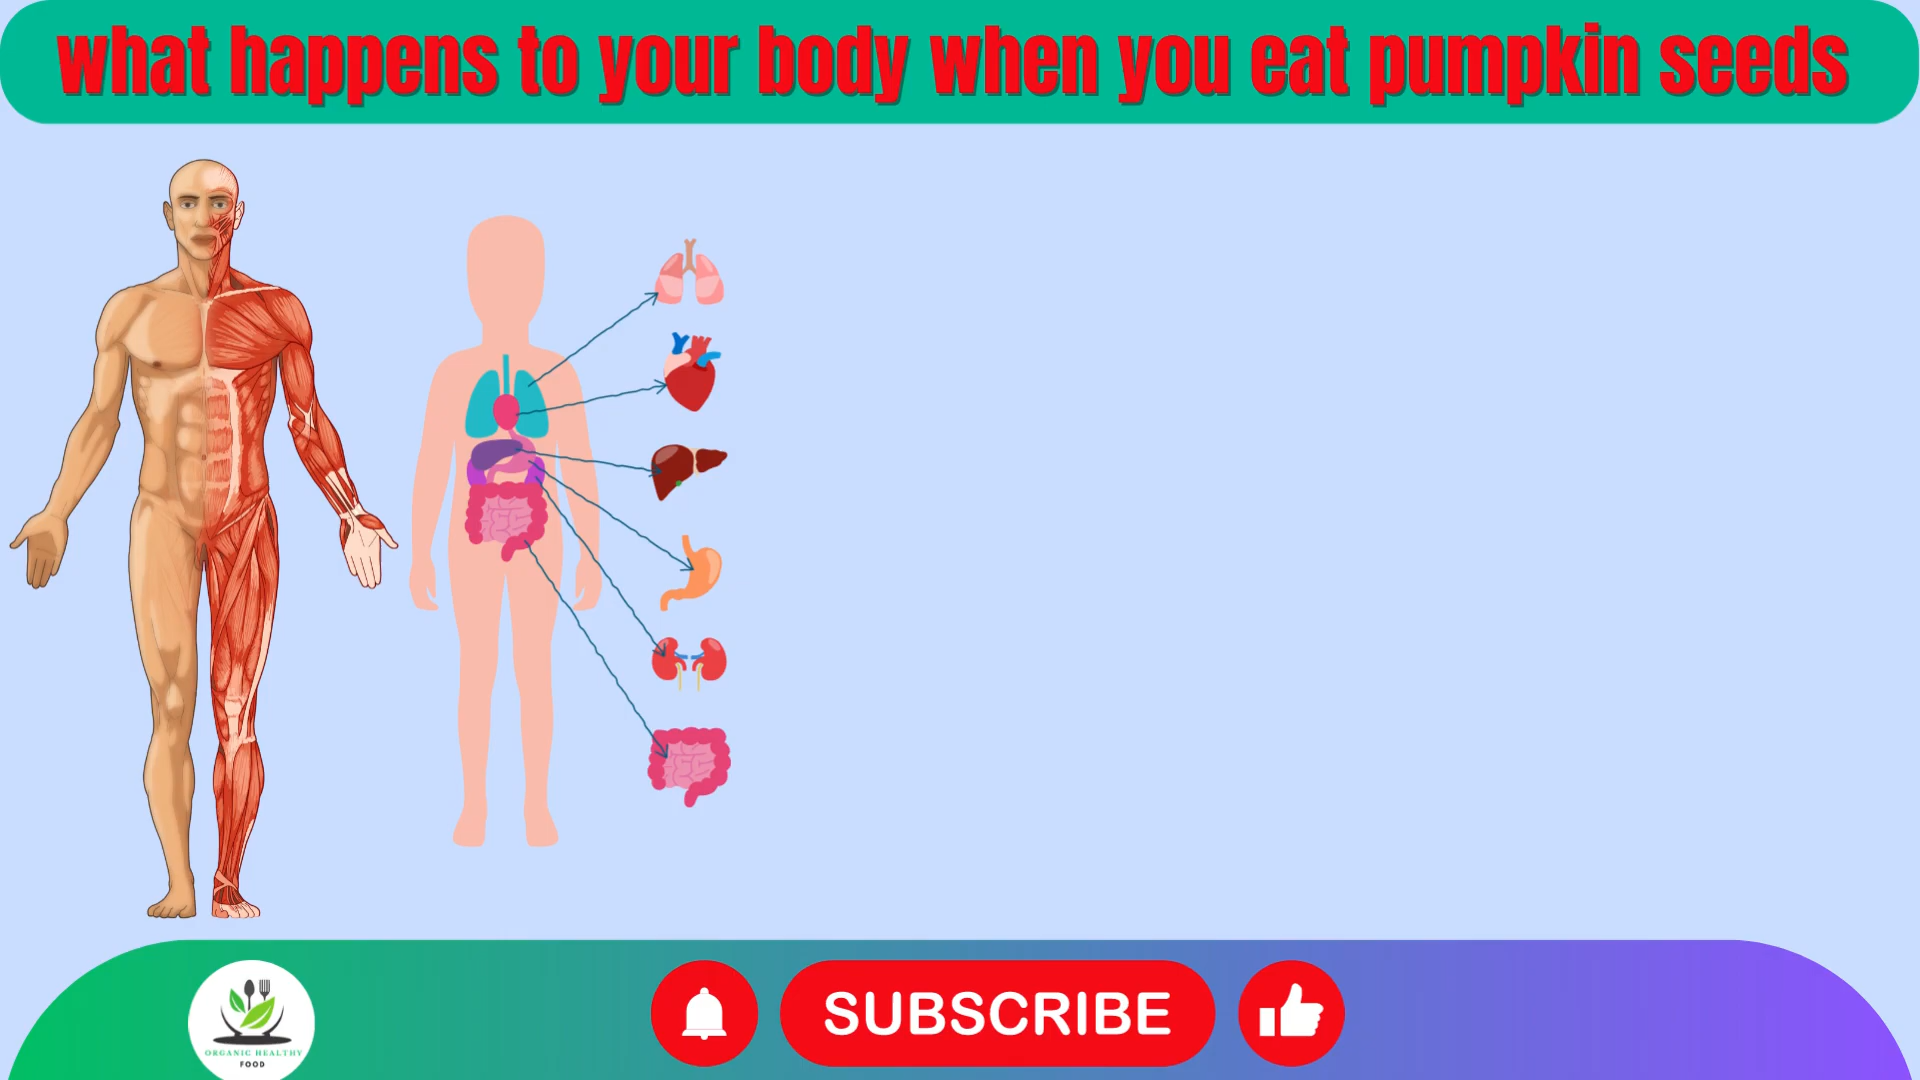 what happens to your body when you eat pumpkin seeds
SUBSCRIBE
ORGANIC HEALTHY
FOOD